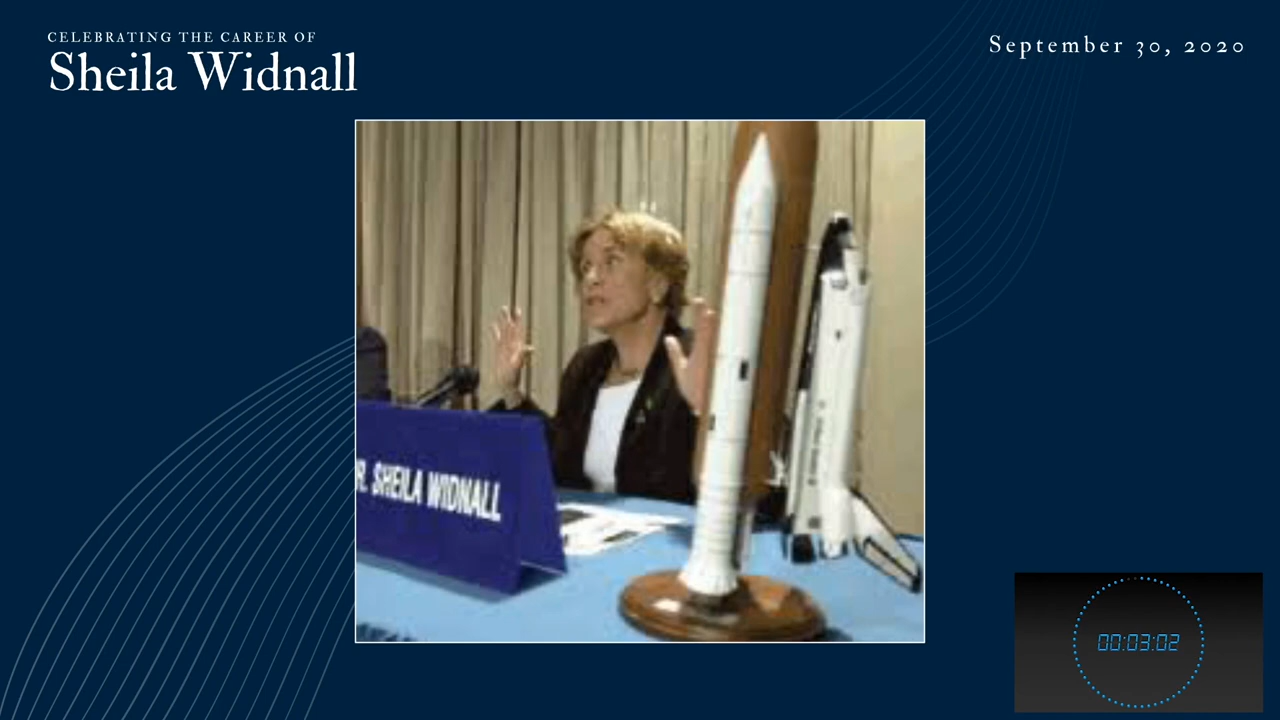 CELEBRATING THE CAREER OF
Sheila Widnall
September 30, 2020
R. SHEILA WIDNALL
00:03:02